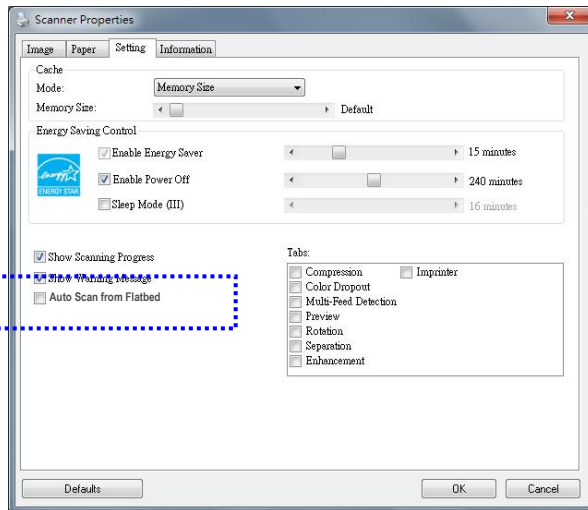 Scanner Properties
Image Paper Setting Information
Cache
Mode: Memory Size
Memory Size: Default
Energy Saving Control
energy
ENERGY STAR
Enable Energy Saver 15 minutes
Enable Power Off 240 minutes
Sleep Mode (III) 16 minutes
Show Scanning Progress
Show Warning Message
Auto Scan from Flatbed
Tabs:
Compression Imprinter
Color Dropout
Multi-Feed Detection
Preview
Rotation
Separation
Enhancement
Defaults OK Cancel